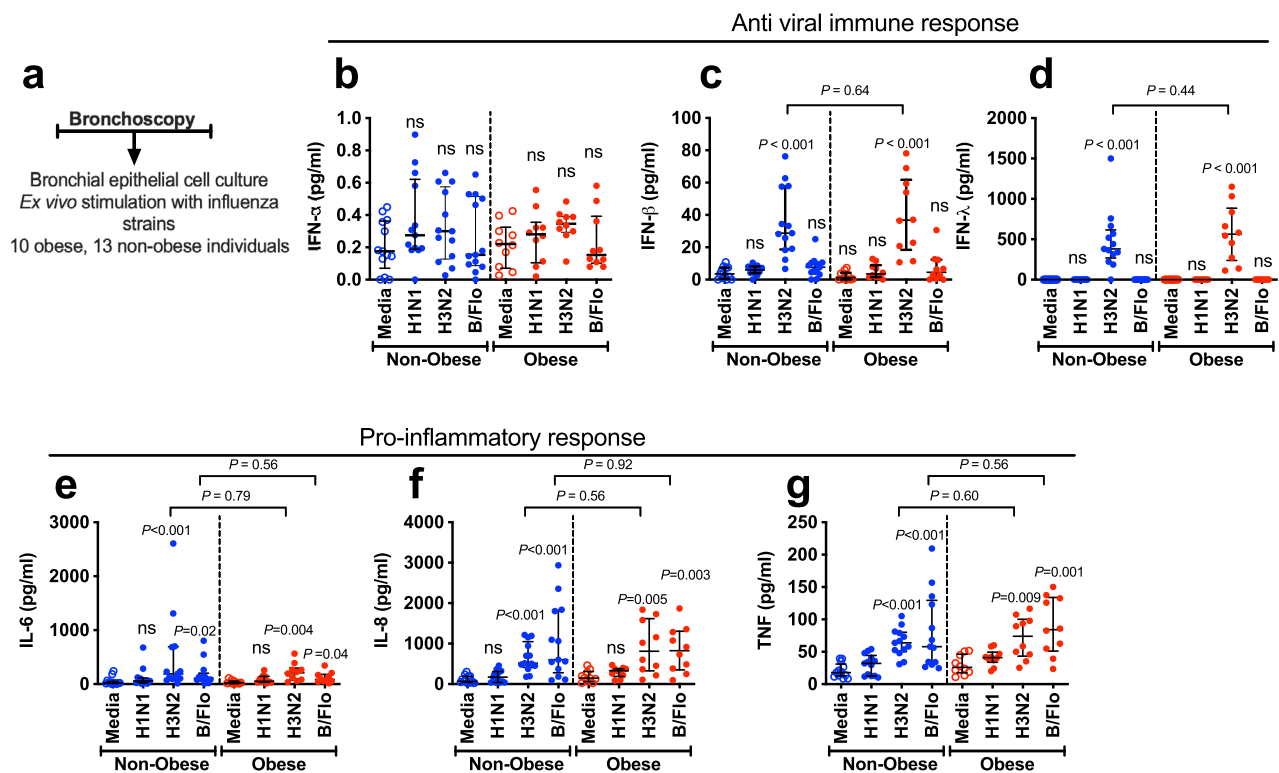 Anti viral immune response
a
Bronchoscopy
Bronchial epithelial cell culture
Ex vivo stimulation with influenza
strains
10 obese, 13 non-obese individuals
b
IFN-α (pg/ml)
1.0
0.8
0.6
0.4
0.2
0.0
ns
ns
ns
ns
ns
ns
Media
H1N1
H3N2
B/Flo
Media
H1N1
H3N2
B/Flo
Non-Obese
Obese
c
P = 0.64
IFN-β (pg/ml)
100
80
60
40
20
0
P < 0.001
P < 0.001
ns
ns
ns
ns
Media
H1N1
H3N2
B/Flo
Media
H1N1
H3N2
B/Flo
Non-Obese
Obese
d
P = 0.44
IFN-λ (pg/ml)
2000
1500
1000
500
0
P < 0.001
P < 0.001
ns
ns
ns
ns
Media
H1N1
H3N2
B/Flo
Media
H1N1
H3N2
B/Flo
Non-Obese
Obese
Pro-inflammatory response
e
P = 0.56
P = 0.79
IL-6 (pg/ml)
3000
2000
1000
0
ns
P<0.001
P=0.02
ns
P=0.004
P =0.04
Media
H1N1
H3N2
B/Flo
Media
H1N1
H3N2
B/Flo
Non-Obese
Obese
f
P = 0.92
P = 0.56
IL-8 (pg/ml)
4000
3000
2000
1000
0
ns
P<0.001
P<0.001
ns
P=0.005
P=0.003
Media
H1N1
H3N2
B/Flo
Media
H1N1
H3N2
B/Flo
Non-Obese
Obese
g
P = 0.56
P = 0.60
TNF (pg/ml)
250
200
150
100
50
0
P<0.001
P<0.001
P=0.009
P=0.001
Media
H1N1
H3N2
B/Flo
Media
H1N1
H3N2
B/Flo
Non-Obese
Obese